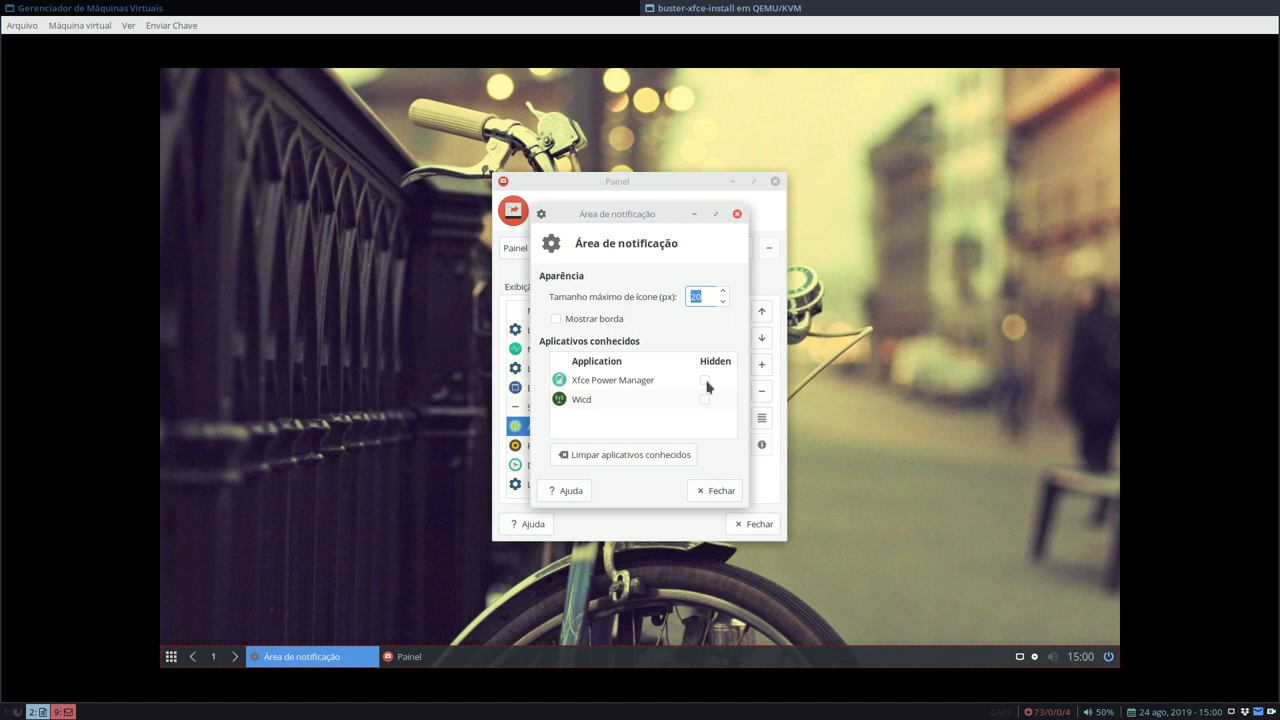 Gerenciador de Máquinas Virtuais
buster-xfce-install em QEMU/KVM
Arquivo Máquina virtual Ver Enviar Chave
Painel
Área de notificação
Painel
Área de notificação
Exibiçã
Aparência
Tamanho máximo de ícone (px): 20
Mostrar borda
Aplicativos conhecidos
Application Hidden
Xfce Power Manager
Wicd
Limpar aplicativos conhecidos
? Ajuda × Fechar
? Ajuda × Fechar
1 Área de notificação Painel 15:00
1: 2: 9: CAPS 73/0/0/4 50% 24 ago, 2019 - 15:00